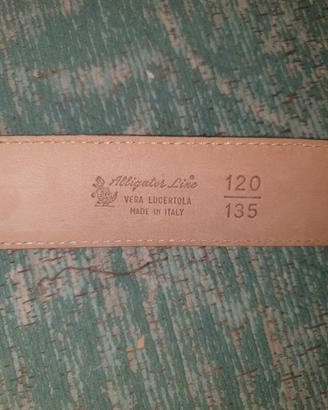 Alligator Line
VERA LUCERTOLA
MADE IN ITALY
120
135